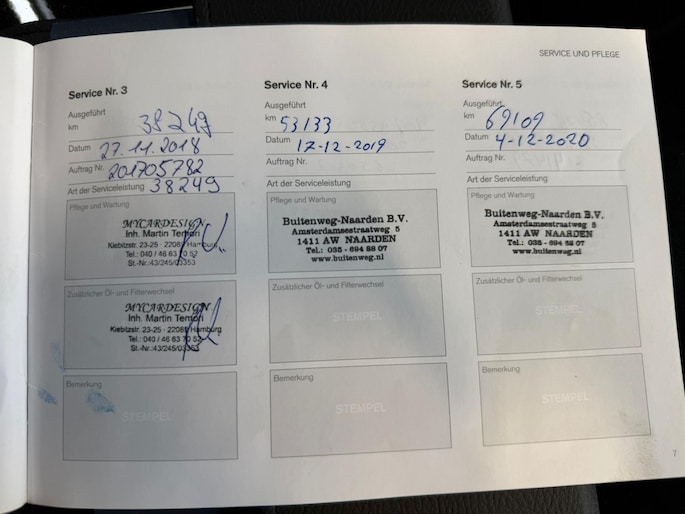 SERVICE UND PFLEGE
Service Nr. 3
Ausgeführt
km 38249
Datum 27.11.2018
Auftrag Nr. 201705782
Art der Serviceleistung 38249
Pflege und Wartung
MYCARDESIGN
Inh. Martin Temori
Kiebitzstr. 23-25 - 22089 Hamburg
Tel.: 040 / 46 63 70 52
St.-Nr.:43/245/03353
Zusätzlicher Öl- und Filterwechsel
MYCARDESIGN
Inh. Martin Temori
Kiebitzstr. 23-25 - 22089 Hamburg
Tel.: 040 / 46 63 70 52
St.-Nr.:43/245/03353
Bemerkung
STEMPEL
Service Nr. 4
Ausgeführt
km 53133
Datum 17-12-2019
Auftrag Nr.
Art der Serviceleistung
Pflege und Wartung
Buitenweg-Naarden B.V.
Amsterdamsestraatweg 5
1411 AW NAARDEN
Tel.: 035 - 694 88 07
www.buitenweg.nl
Zusätzlicher Öl- und Filterwechsel
STEMPEL
Bemerkung
STEMPEL
Service Nr. 5
Ausgeführt
km 69109
Datum 4-12-2020
Auftrag Nr.
Art der Serviceleistung
Pflege und Wartung
Buitenweg-Naarden B.V.
Amsterdamsestraatweg 5
1411 AW NAARDEN
Tel.: 035 - 694 88 07
www.buitenweg.nl
Zusätzlicher Öl- und Filterwechsel
STEMPEL
Bemerkung
STEMPEL
7